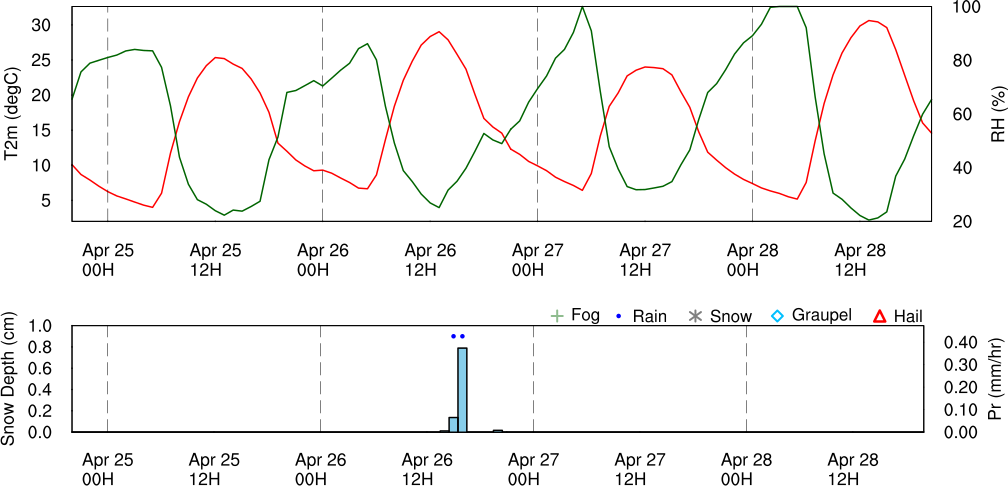 T2m (degC)
30
25
20
15
10
5
100
80
60
40
20
RH (%)
Apr 25 Apr 25 Apr 26 Apr 26 Apr 27 Apr 27 Apr 28 Apr 28
00H 12H 00H 12H 00H 12H 00H 12H
Fog Rain Snow Graupel Hail
Snow Depth (cm)
1.0
0.8
0.6
0.4
0.2
0.0
0.40
0.30
0.20
0.10
0.00
Pr (mm/hr)
Apr 25 Apr 25 Apr 26 Apr 26 Apr 27 Apr 27 Apr 28 Apr 28
00H 12H 00H 12H 00H 12H 00H 12H